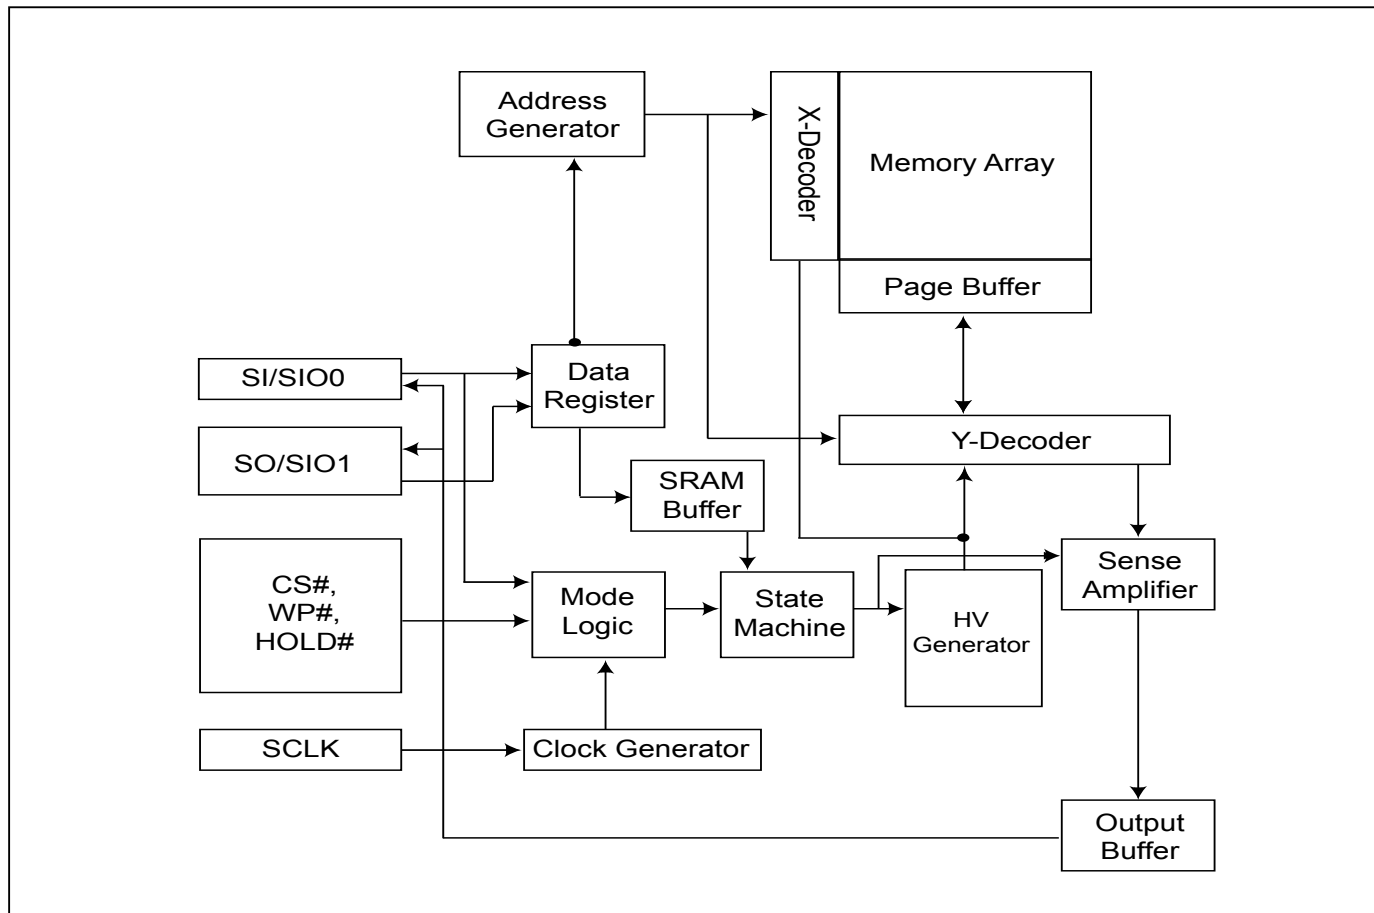 Address
Generator
X-Decoder
Memory Array
Page Buffer
SI/SIO0
Data
Register
SO/SIO1
Y-Decoder
SRAM
Buffer
CS#,
WP#,
HOLD#
Mode
Logic
State
Machine
HV
Generator
Sense
Amplifier
SCLK
Clock Generator
Output
Buffer